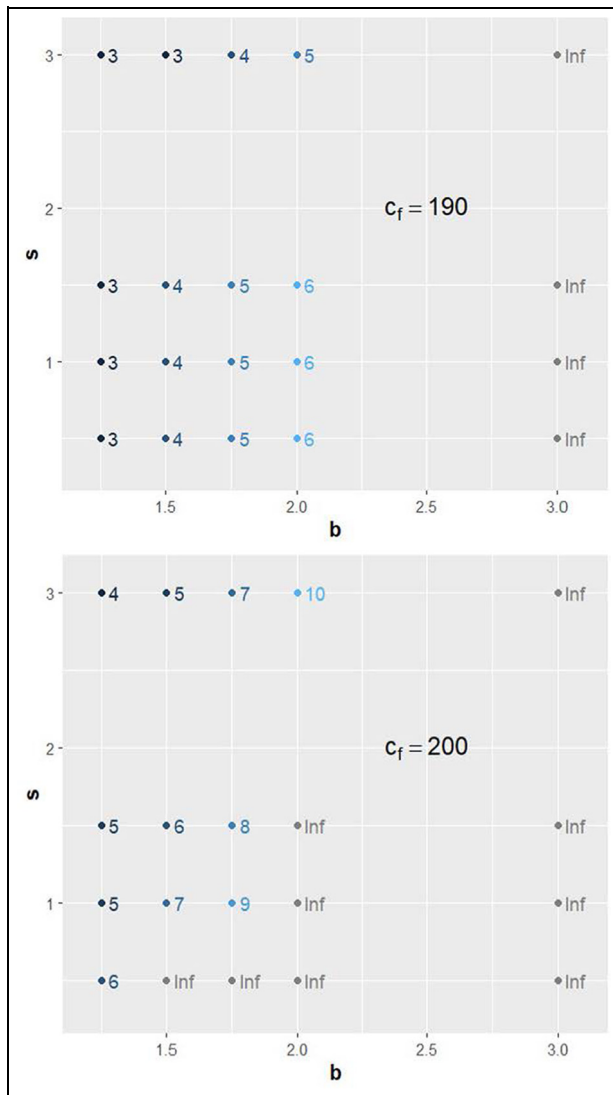 3 3 3 4 5 Inf
2 c_f = 190
s
3 4 5 6 Inf
1 3 4 5 6 Inf
3 4 5 6 Inf
1.5 2.0 2.5 3.0
b
3 4 5 7 10 Inf
2 c_f = 200
s
5 6 8 Inf Inf
1 5 7 9 Inf Inf
6 Inf Inf Inf Inf
1.5 2.0 2.5 3.0
b